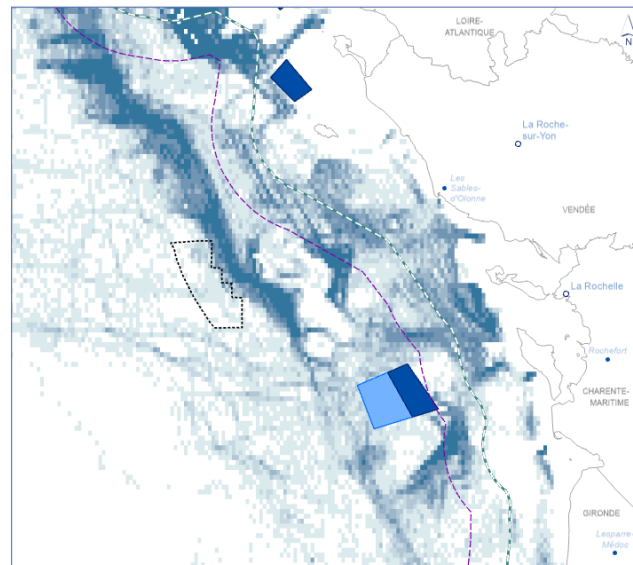 LOIRE-
ATLANTIQUE
N
La Roche-
sur-Yon
Les
Sables-
d'Olonne
VENDÉE
La Rochelle
Rochefort
CHARENTE-
MARITIME
GIRONDE
Lesparre-
Médoc